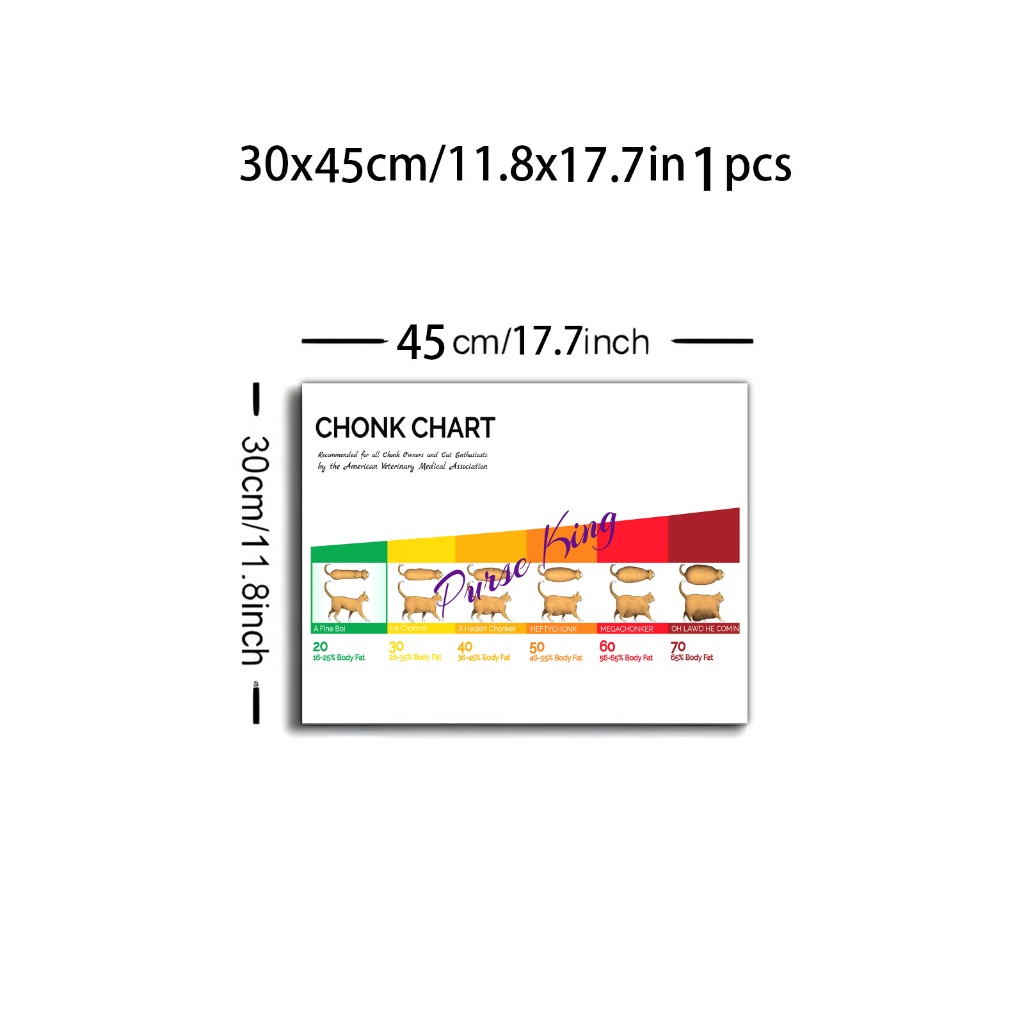 30x45cm/11.8x17.7in 1pcs
45 cm/17.7inch
30cm/11.8inch
CHONK CHART
Recommended for all Chonk Owners and Cat Enthusiasts
by the American Veterinary Medical Association
Purse King
A Fine Boi He Chomnk A Heckin' Chonker HEFTYCHONK MEGACHONKER OH LAWD HE COMIN
20 30 40 50 60 70
16-25% Body Fat 26-35% Body Fat 36-45% Body Fat 46-55% Body Fat 56-65% Body Fat 65% Body Fat